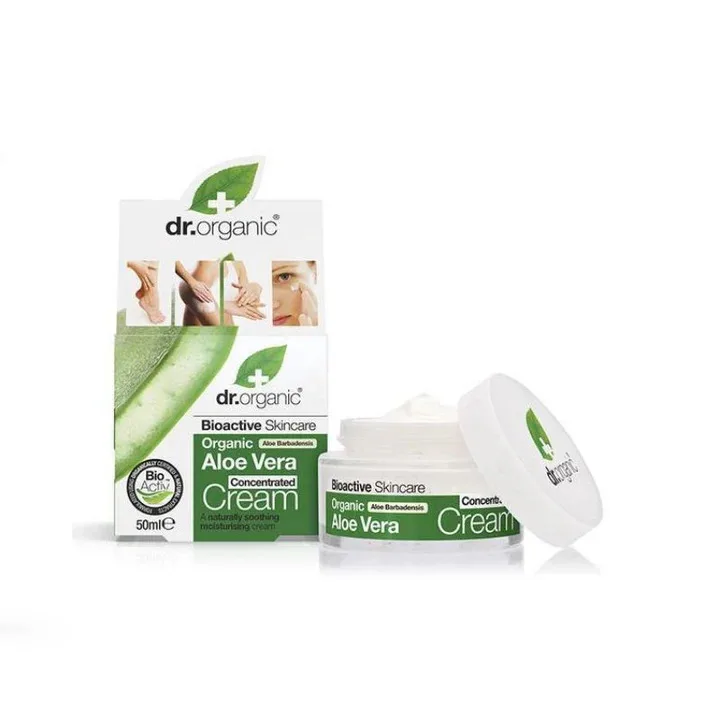 dr.organic®
dr.organic®
Bioactive Skincare
Organic Aloe Barbadensis
Aloe Vera
Concentrated
Cream
A naturally soothing
moisturising cream
Bio
Activ
50ml e
dr.organic®
Bioactive Skincare
Organic Aloe Barbadensis
Aloe Vera
Concentrated
Cream